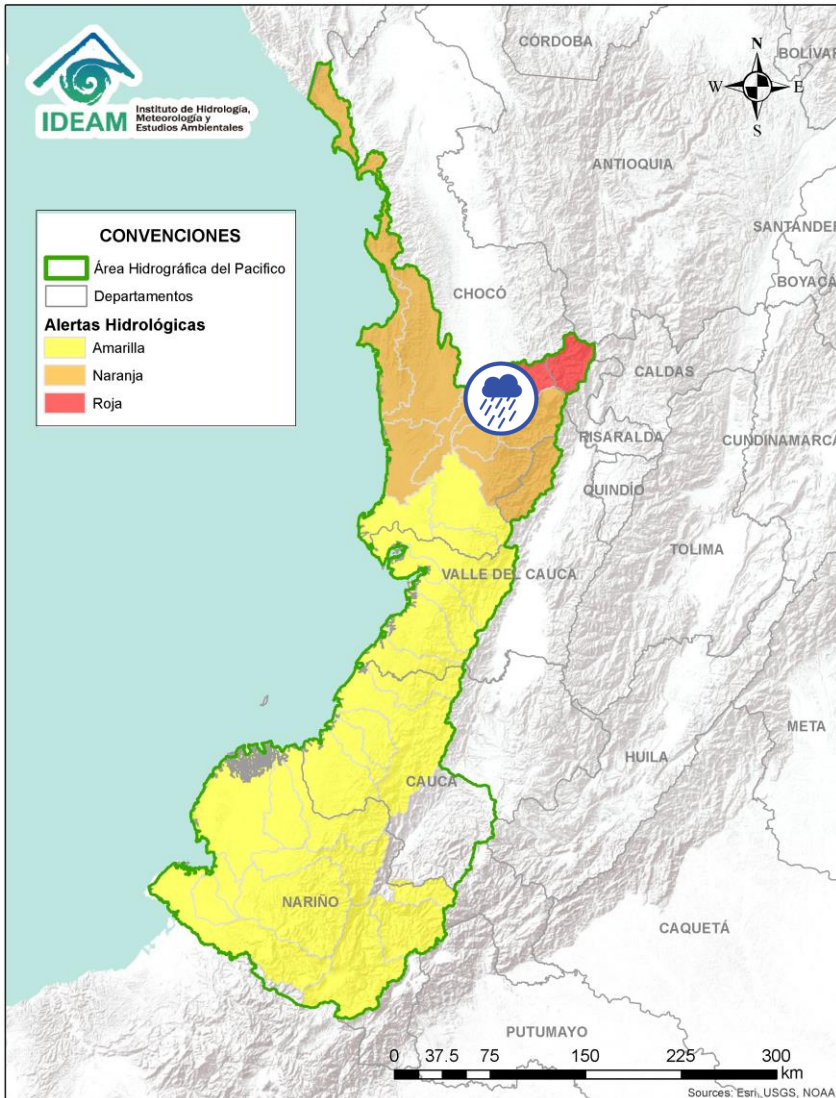 IDEAM
Instituto de Hidrología,
Meteorología y
Estudios Ambientales
CÓRDOBA
BOLÍVAR
N
W
E
S
ANTIOQUIA
CONVENCIONES
Área Hidrográfica del Pacifico
Departamentos
Alertas Hidrológicas
Amarilla
Naranja
Roja
SANTANDER
BOYACÁ
CHOCÓ
CALDAS
RISARALDA
CUNDINAMARCA
QUINDÍO
TOLIMA
VALLE DEL CAUCA
META
HUILA
CAUCA
NARIÑO
CAQUETÁ
PUTUMAYO
0 37.5 75 150 225 300
km
Sources: Esri, USGS, NOAA